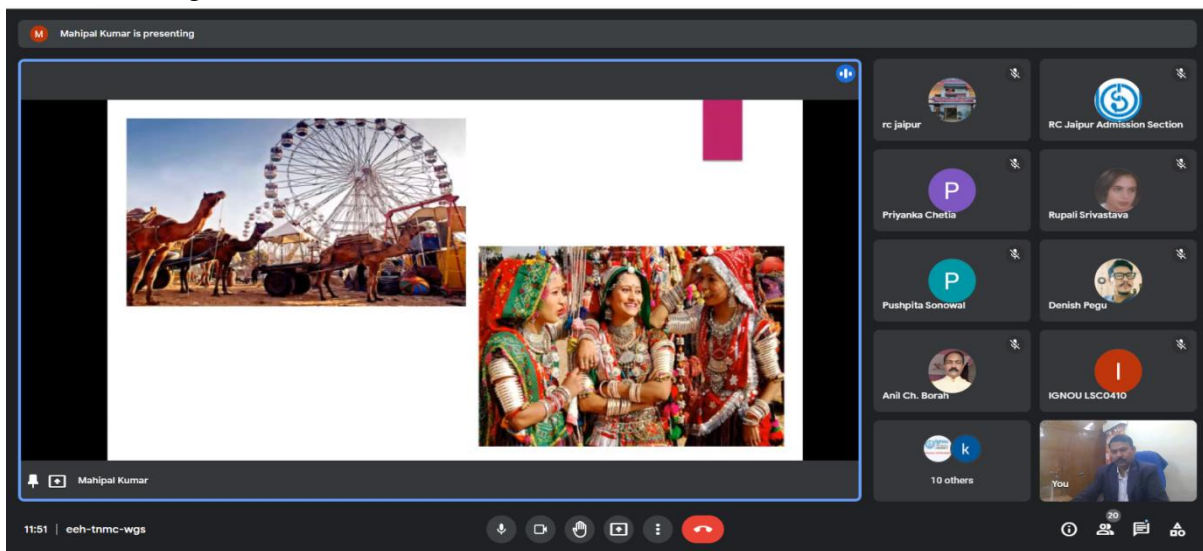 M Mahipal Kumar is presenting
rc jaipur
RC Jaipur Admission Section
P
Priyanka Chetia
Rupali Srivastava
P
Pushpita Sonowal
Denish Pegu
Anil Ch. Borah
I
IGNOU LSC0410
k
10 others
You
Mahipal Kumar
11:51 | eeh-tnmc-wgs
20